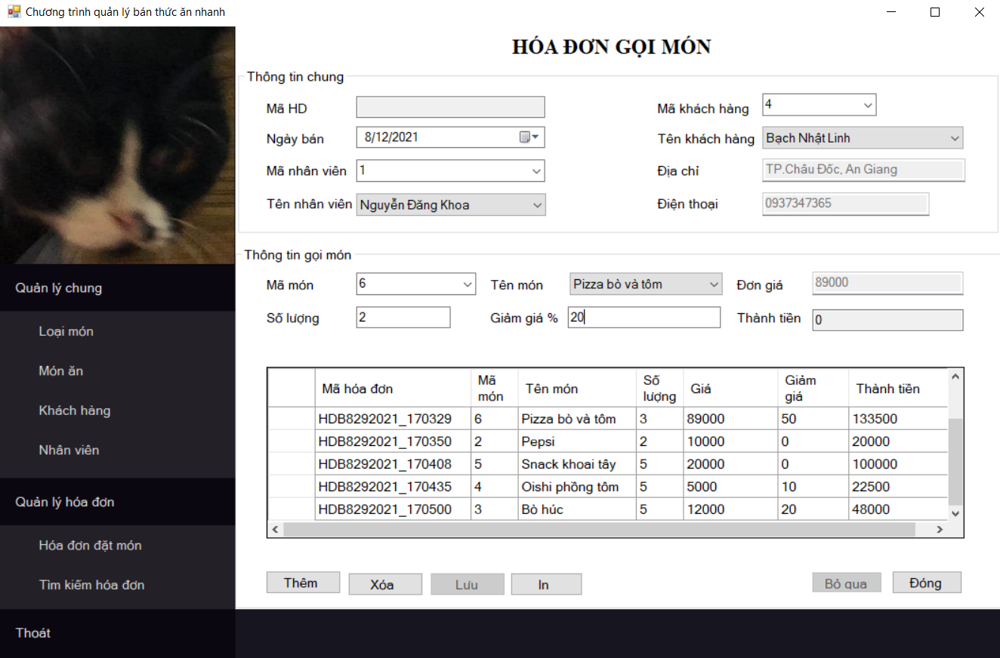 Chương trình quản lý bán thức ăn nhanh
HÓA ĐƠN GỌI MÓN
Thông tin chung
Mã HD
Mã khách hàng 4
Ngày bán 8/12/2021
Tên khách hàng Bạch Nhật Linh
Mã nhân viên 1
Địa chỉ TP.Châu Đốc, An Giang
Tên nhân viên Nguyễn Đăng Khoa
Điện thoại 0937347365
Thông tin gọi món
Mã món 6 Tên món Pizza bò và tôm Đơn giá 89000
Số lượng 2 Giảm giá % 20 Thành tiền 0
Mã hóa đơn Mã món Tên món Số lượng Giá Giảm giá Thành tiền
HDB8292021_170329 6 Pizza bò và tôm 3 89000 50 133500
HDB8292021_170350 2 Pepsi 2 10000 0 20000
HDB8292021_170408 5 Snack khoai tây 5 20000 0 100000
HDB8292021_170435 4 Oishi phồng tôm 5 5000 10 22500
HDB8292021_170500 3 Bò húc 5 12000 20 48000
Thêm Xóa Lưu In Bỏ qua Đóng
Quản lý chung
Loại món
Món ăn
Khách hàng
Nhân viên
Quản lý hóa đơn
Hóa đơn đặt món
Tìm kiếm hóa đơn
Thoát